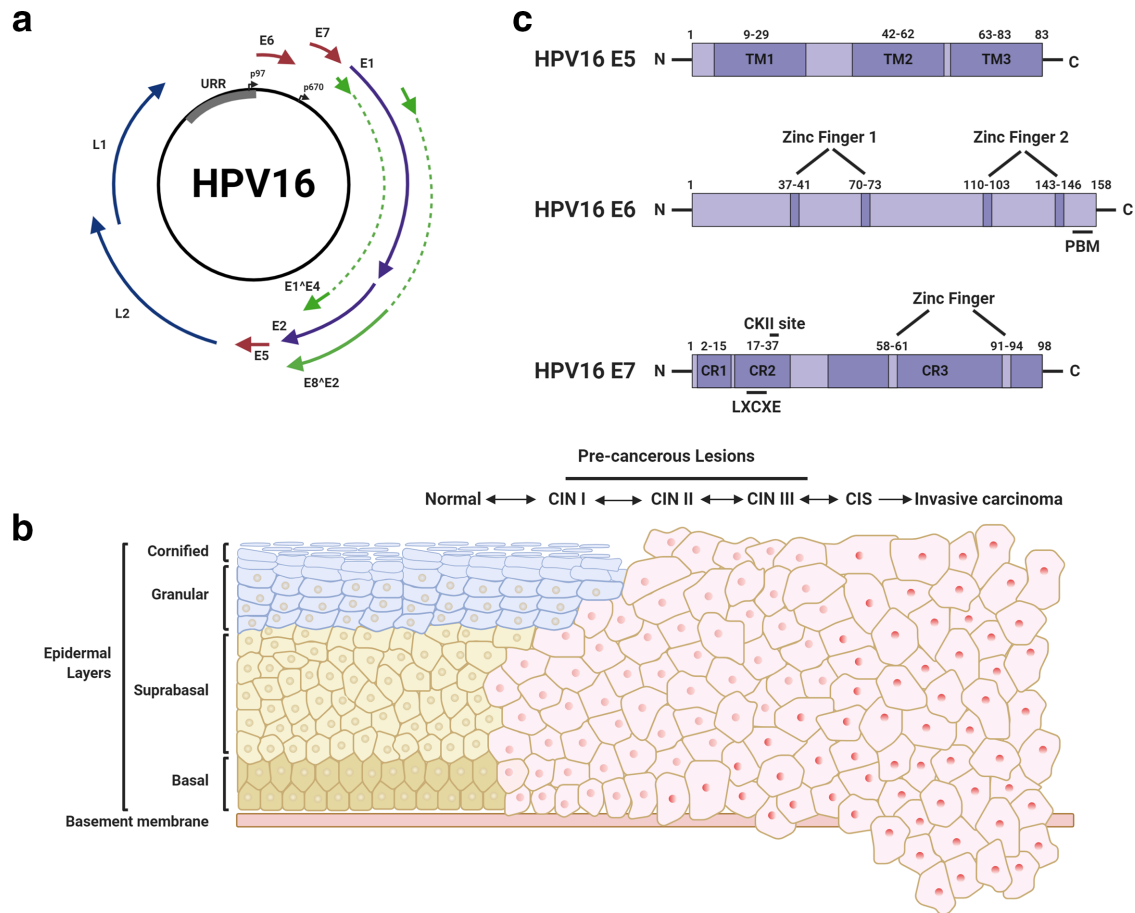 a
E6
E7
E1
URR
p97
p670
L1
HPV16
E1^E4
L2
E2
E5
E8^E2
c
HPV16 E5
N
1
9-29
42-62
63-83
83
TM1
TM2
TM3
C
Zinc Finger 1
Zinc Finger 2
HPV16 E6
N
1
37-41
70-73
110-103
143-146
158
C
PBM
Zinc Finger
CKII site
HPV16 E7
N
1
2-15
17-37
58-61
91-94
98
CR1
CR2
CR3
C
LXCXE
b
Pre-cancerous Lesions
Normal
CIN I
CIN II
CIN III
CIS
Invasive carcinoma
Epidermal
Layers
Cornified
Granular
Suprabasal
Basal
Basement membrane